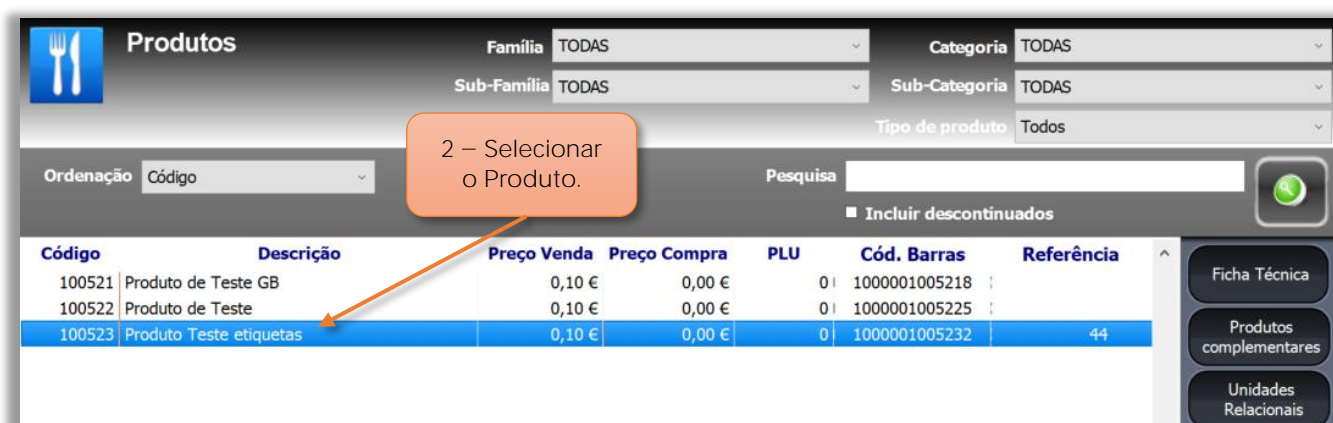 Produtos
Família TODAS
Categoria TODAS
Sub-Família TODAS
Sub-Categoria TODAS
Tipo de produto Todos
2 – Selecionar
o Produto.
Ordenação Código
Pesquisa
Incluir descontinuados
Código Descrição Preço Venda Preço Compra PLU Cód. Barras Referência
100521 Produto de Teste GB 0,10 € 0,00 € 0 1000001005218
100522 Produto de Teste 0,10 € 0,00 € 0 1000001005225
100523 Produto Teste etiquetas 0,10 € 0,00 € 0 1000001005232 44
Ficha Técnica
Produtos
complementares
Unidades
Relacionais